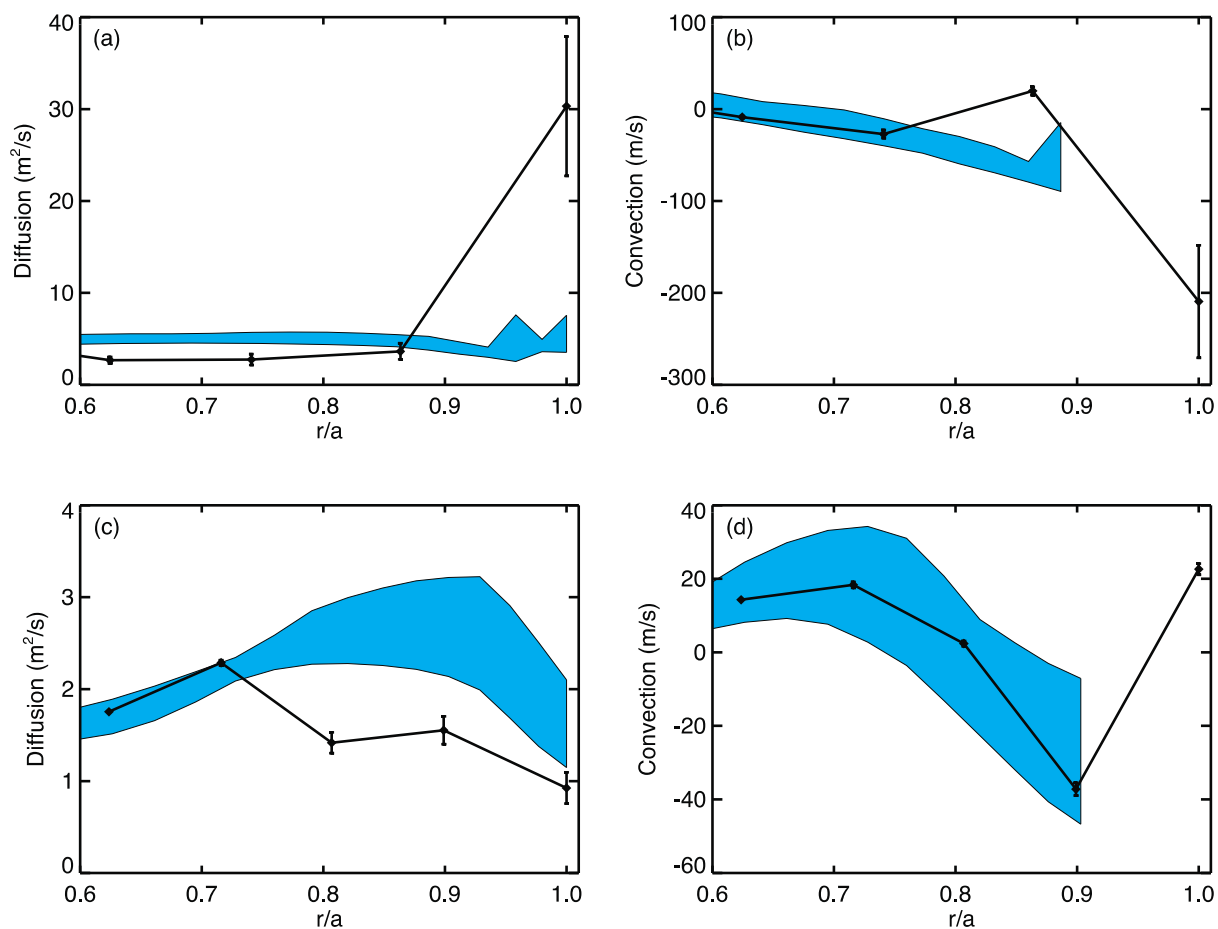 (a)
40
30
20
10
0
Diffusion (m²/s)
0.6 0.7 0.8 0.9 1.0
r/a
(b)
100
0
-100
-200
-300
Convection (m/s)
0.6 0.7 0.8 0.9 1.0
r/a
(c)
4
3
2
1
0
Diffusion (m²/s)
0.6 0.7 0.8 0.9 1.0
r/a
(d)
40
20
0
-20
-40
-60
Convection (m/s)
0.6 0.7 0.8 0.9 1.0
r/a